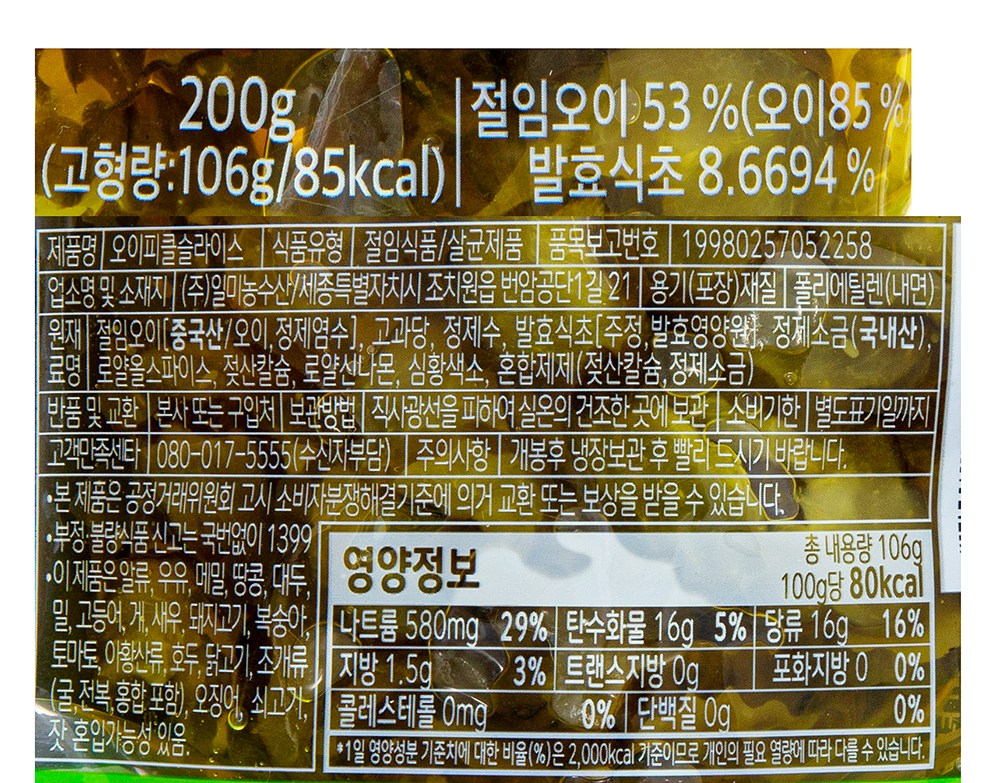 200g
(고형량:106g/85kcal)
절임오이 53 %(오이85 %)
발효식초 8.6694 %
제품명 오이피클슬라이스 식품유형 절임식품/살균제품 품목보고번호 19980257052258
업소명 및 소재지 (주)일미농수산/세종특별자치시 조치원읍 번암공단1길 21 용기(포장)재질 폴리에틸렌(내면)
원재 절임오이[중국산/오이,정제염수], 고과당, 정제수, 발효식초[주정,발효영양원], 정제소금(국내산),
료명 로얄올스파이스, 젖산칼슘, 로얄신나몬, 심황색소, 혼합제제(젖산칼슘,정제소금)
반품 및 교환 본사 또는 구입처 보관방법 직사광선을 피하여 실온의 건조한 곳에 보관 소비기한 별도표기일까지
고객만족센타 080-017-5555(수신자부담) 주의사항 개봉후 냉장보관 후 빨리 드시기 바랍니다.
•본 제품은 공정거래위원회 고시 소비자분쟁해결기준에 의거 교환 또는 보상을 받을 수 있습니다.
•부정·불량식품 신고는 국번없이 1399
•이 제품은 알류, 우유, 메밀, 땅콩, 대두,
밀, 고등어, 게, 새우, 돼지고기, 복숭아,
토마토, 아황산류, 호두, 닭고기, 조개류
(굴,전복,홍합 포함), 오징어, 쇠고기,
잣 혼입가능성 있음.
영양정보
총 내용량 106g
100g당 80kcal
나트륨 580mg 29% 탄수화물 16g 5% 당류 16g 16%
지방 1.5g 3% 트랜스지방 0g 포화지방 0 0%
콜레스테롤 0mg 0% 단백질 0g 0%
*1일 영양성분 기준치에 대한 비율(%)은 2,000kcal 기준이므로 개인의 필요 열량에 따라 다를 수 있습니다.